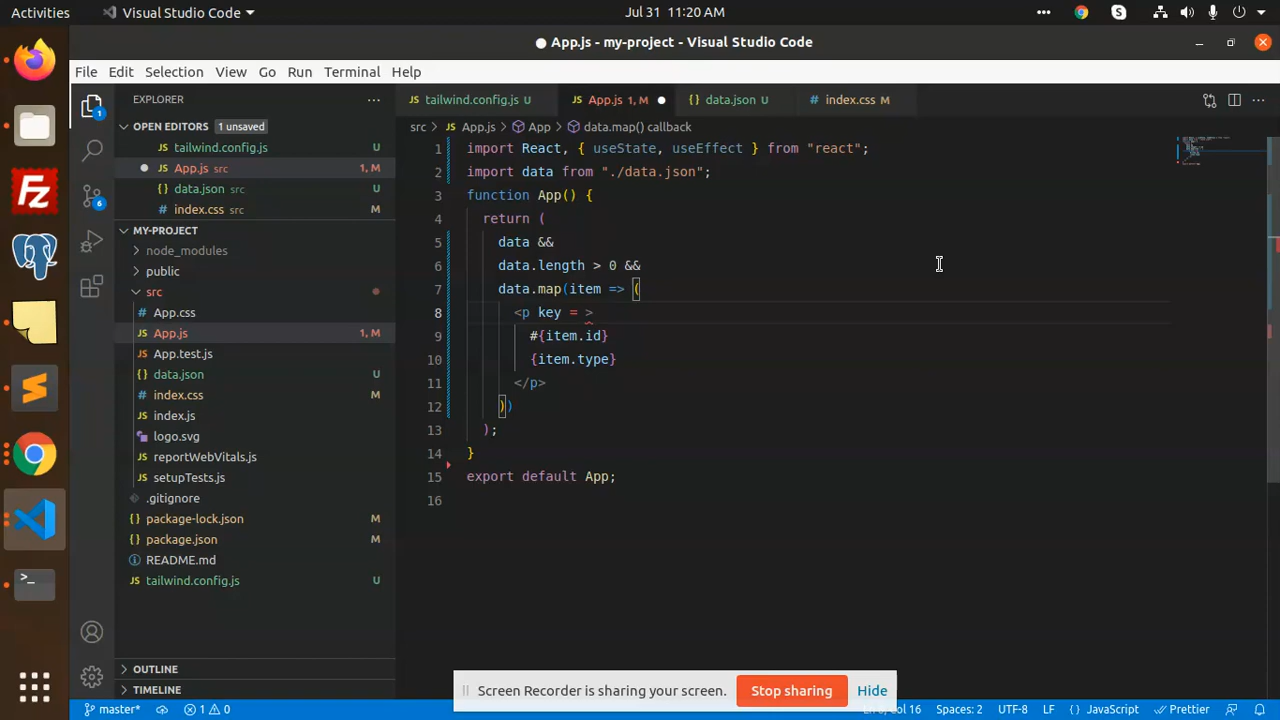 Activities
Visual Studio Code
Jul 31 11:20 AM
App.js - my-project - Visual Studio Code
File Edit Selection View Go Run Terminal Help
EXPLORER
OPEN EDITORS 1 unsaved
tailwind.config.js U
App.js src 1, M
data.json src U
index.css src M
MY-PROJECT
node_modules
public
src
App.css
App.js 1, M
App.test.js
data.json U
index.css M
index.js
logo.svg
reportWebVitals.js
setupTests.js
.gitignore
package-lock.json M
package.json M
README.md
tailwind.config.js U
OUTLINE
TIMELINE
tailwind.config.js U
App.js 1, M
data.json U
index.css M
src > App.js > App > data.map() callback
1 import React, { useState, useEffect } from "react";
2 import data from "./data.json";
3 function App() {
4 return (
5 data &&
6 data.length > 0 &&
7 data.map(item => (
8 <p key = >
9 #{item.id}
10 {item.type}
11 </p>
12 ))
13 );
14 }
15 export default App;
16
Screen Recorder is sharing your screen. Stop sharing Hide
master* 1 0
Col 16 Spaces: 2 UTF-8 LF JavaScript Prettier